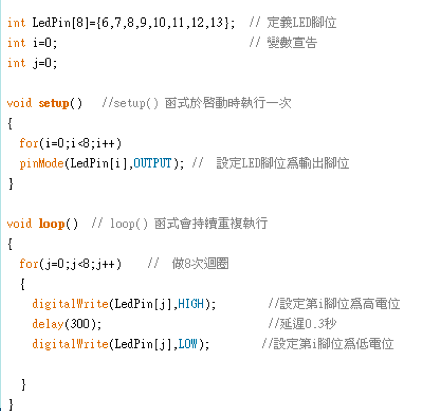 int LedPin[8]={6,7,8,9,10,11,12,13}; // 定義LED腳位
int i=0; // 變數宣告
int j=0;
void setup() //setup() 函式於啓動時執行一次
{
for(i=0;i<8;i++)
pinMode(LedPin[i],OUTPUT); // 設定LED腳位爲輸出腳位
}
void loop() // loop() 函式會持續重複執行
{
for(j=0;j<8;j++) // 做8次迴圈
{
digitalWrite(LedPin[j],HIGH); //設定第i腳位爲高電位
delay(300); //延遲0.3秒
digitalWrite(LedPin[j],LOW); //設定第i腳位爲低電位
}
}